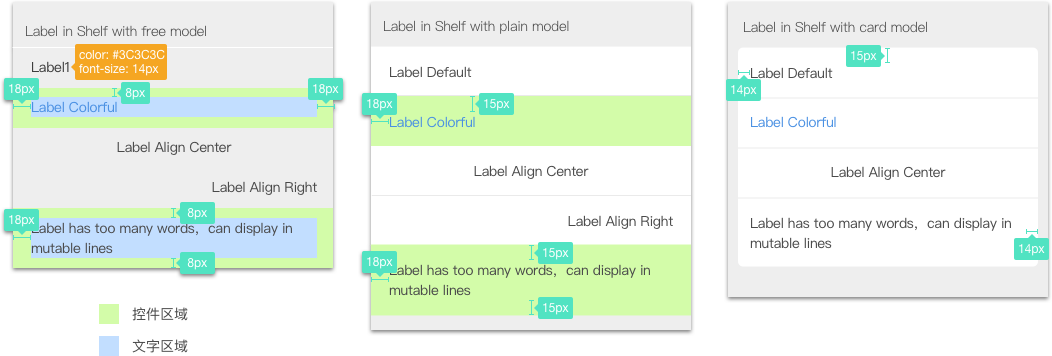 Label in Shelf with free model
Label1
color: #3C3C3C
font-size: 14px
18px
8px
18px
Label Colorful
Label Align Center
Label Align Right
18px
8px
Label has too many words，can display in
mutable lines
8px
控件区域
文字区域
Label in Shelf with plain model
Label Default
18px
15px
Label Colorful
Label Align Center
Label Align Right
15px
18px
Label has too many words，can display in
mutable lines
15px
Label in Shelf with card model
15px
Label Default
14px
Label Colorful
Label Align Center
Label has too many words，can display in
mutable lines
14px